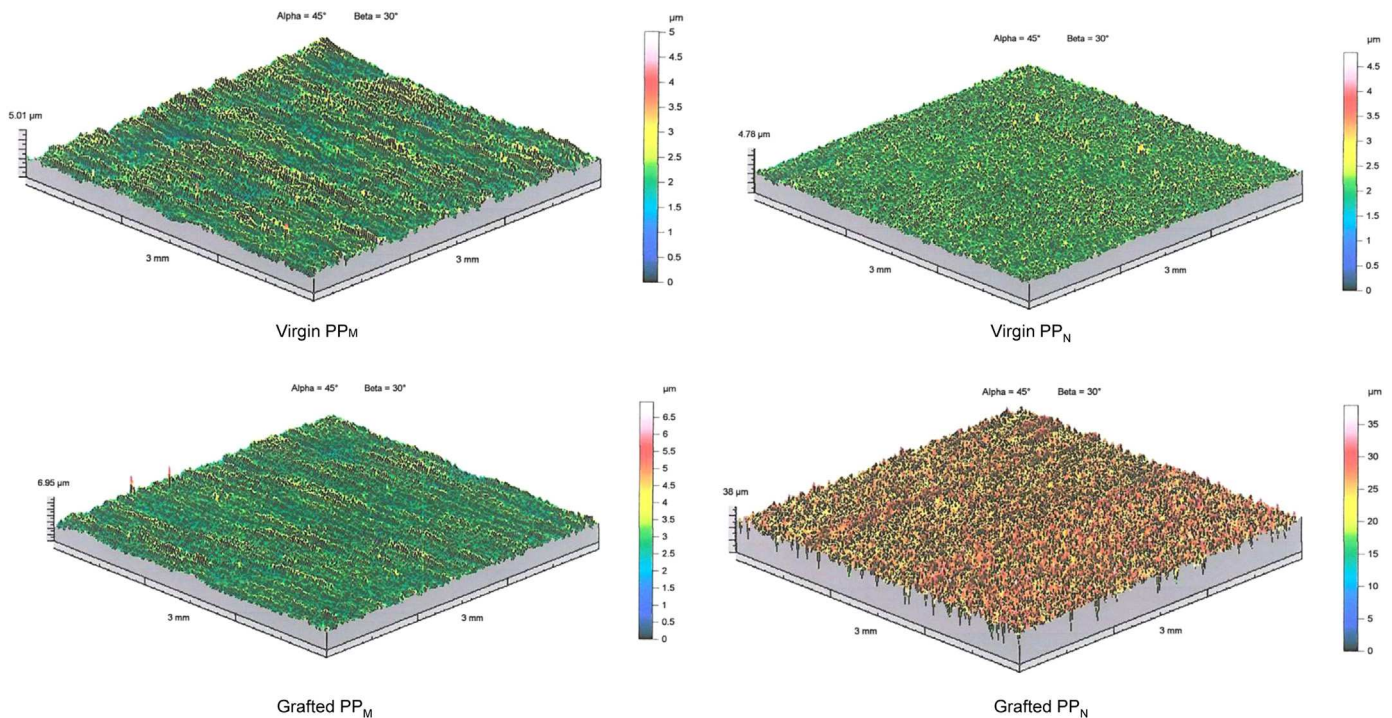 Alpha = 45° Beta = 30°
µm
5
4.5
4
3.5
3
2.5
2
1.5
1
0.5
0
5.01 µm
3 mm
3 mm
Virgin PPM
Alpha = 45° Beta = 30°
µm
4.5
4
3.5
3
2.5
2
1.5
1
0.5
0
4.78 µm
3 mm
3 mm
Virgin PPN
Alpha = 45° Beta = 30°
µm
6.5
6
5.5
5
4.5
4
3.5
3
2.5
2
1.5
1
0.5
0
6.95 µm
3 mm
3 mm
Grafted PPM
Alpha = 45° Beta = 30°
µm
35
30
25
20
15
10
5
0
38 µm
3 mm
3 mm
Grafted PPN